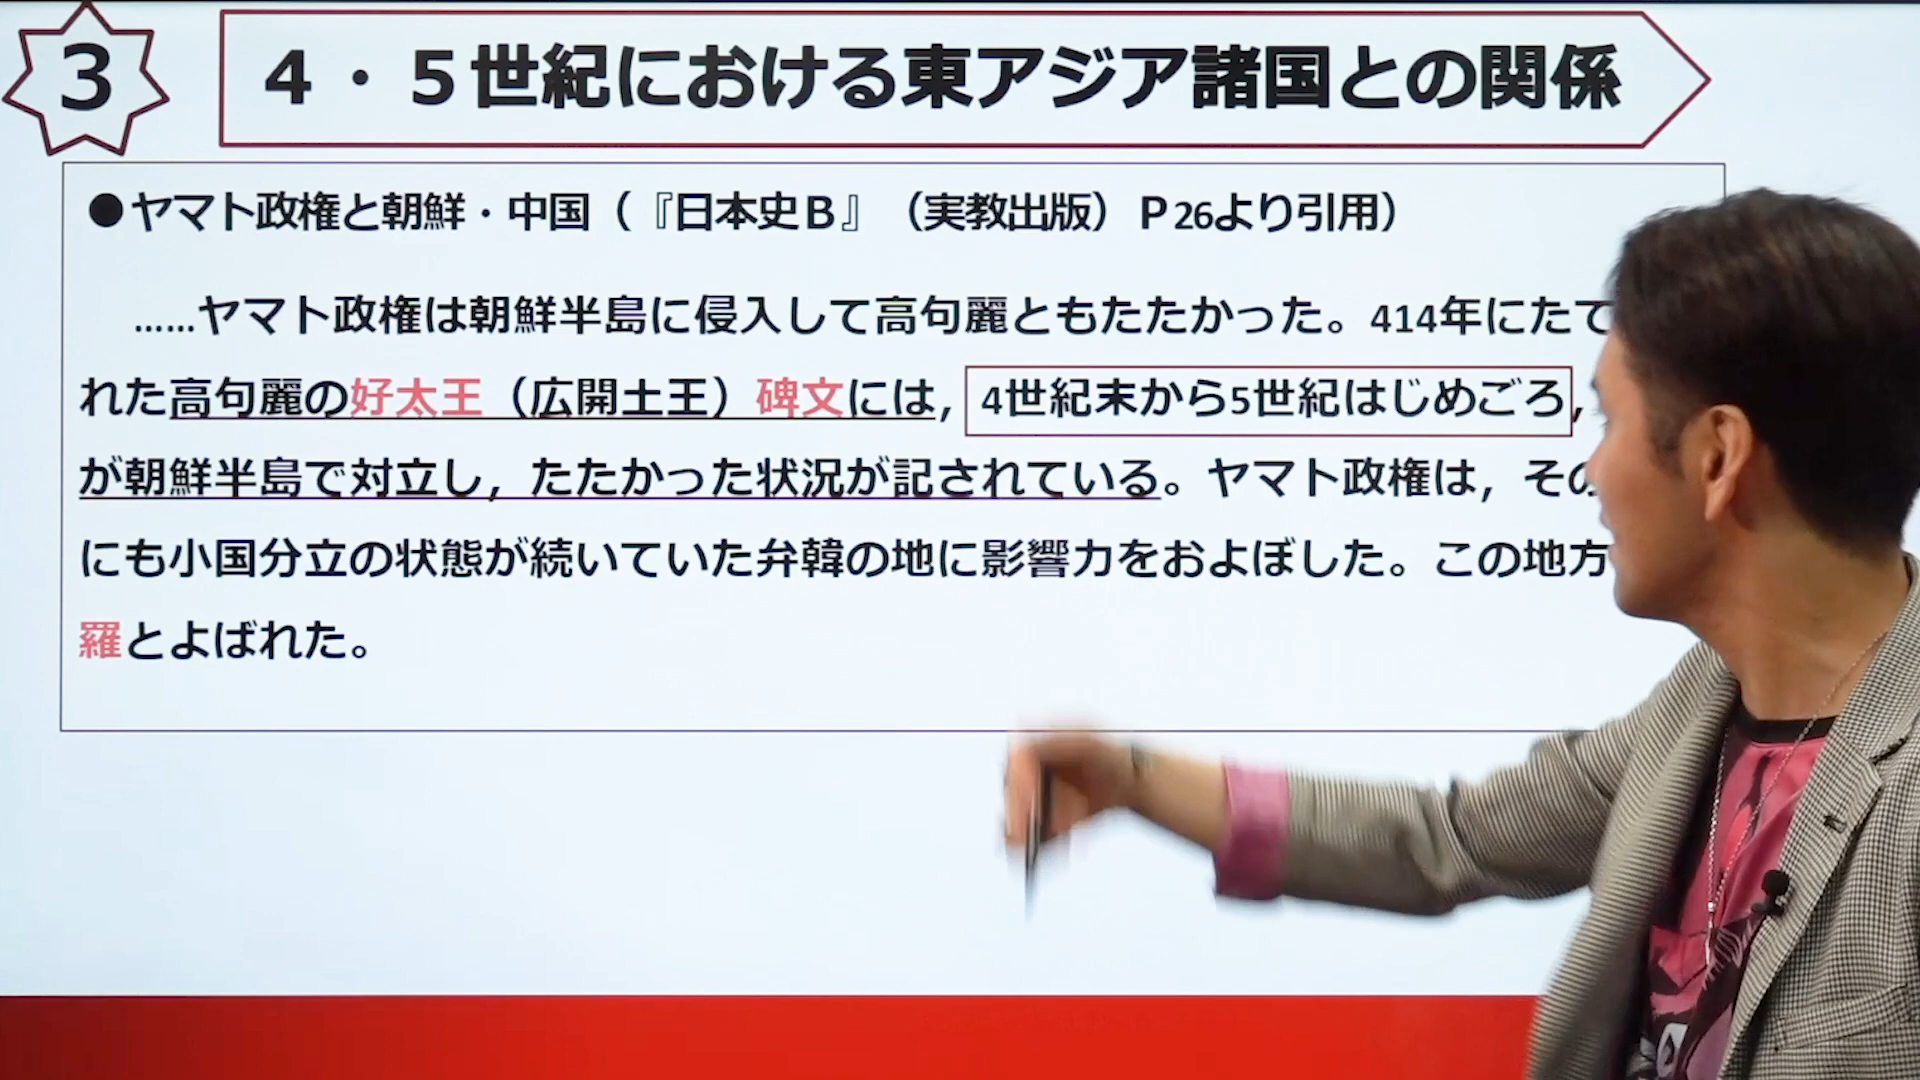 3
4・5世紀における東アジア諸国との関係
●ヤマト政権と朝鮮・中国（『日本史B』（実教出版）P26より引用）
……ヤマト政権は朝鮮半島に侵入して高句麗ともたたかった。414年にたて
れた高句麗の好太王（広開土王）碑文には，4世紀末から5世紀はじめごろ，
が朝鮮半島で対立し，たたかった状況が記されている。ヤマト政権は，その
にも小国分立の状態が続いていた弁韓の地に影響力をおよぼした。この地方
羅とよばれた。